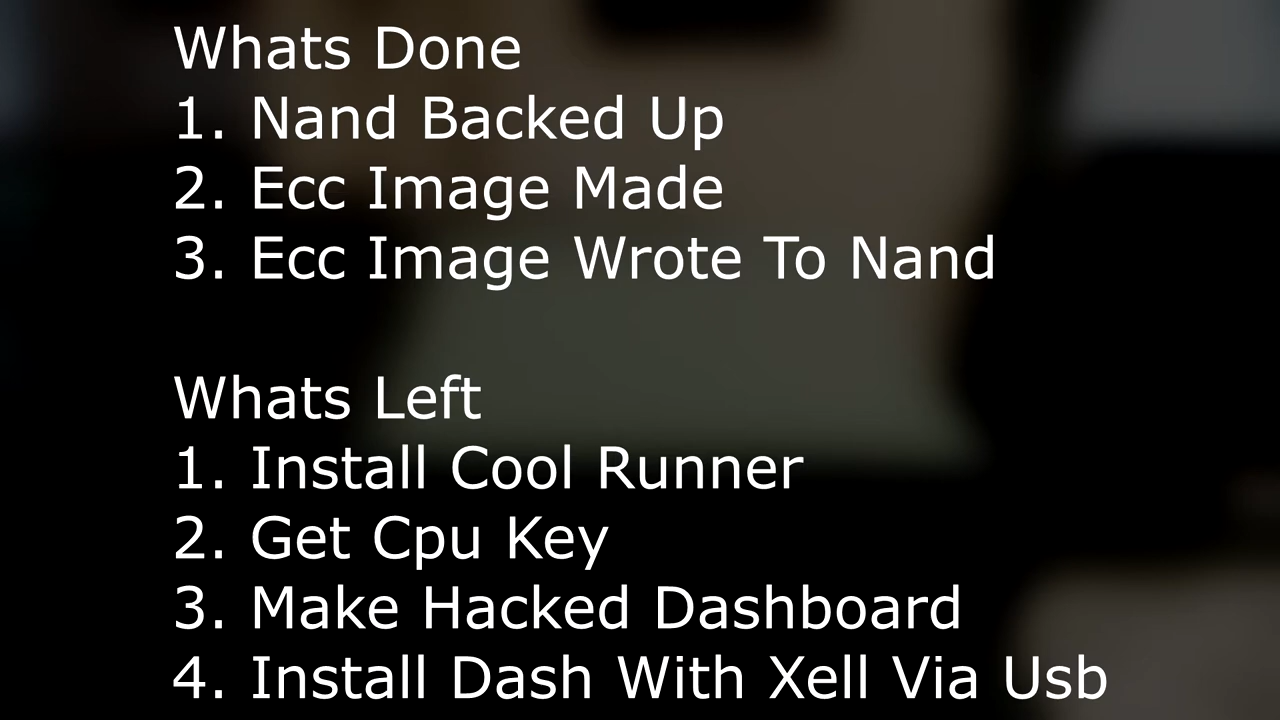 Whats Done
1. Nand Backed Up
2. Ecc Image Made
3. Ecc Image Wrote To Nand
Whats Left
1. Install Cool Runner
2. Get Cpu Key
3. Make Hacked Dashboard
4. Install Dash With Xell Via Usb